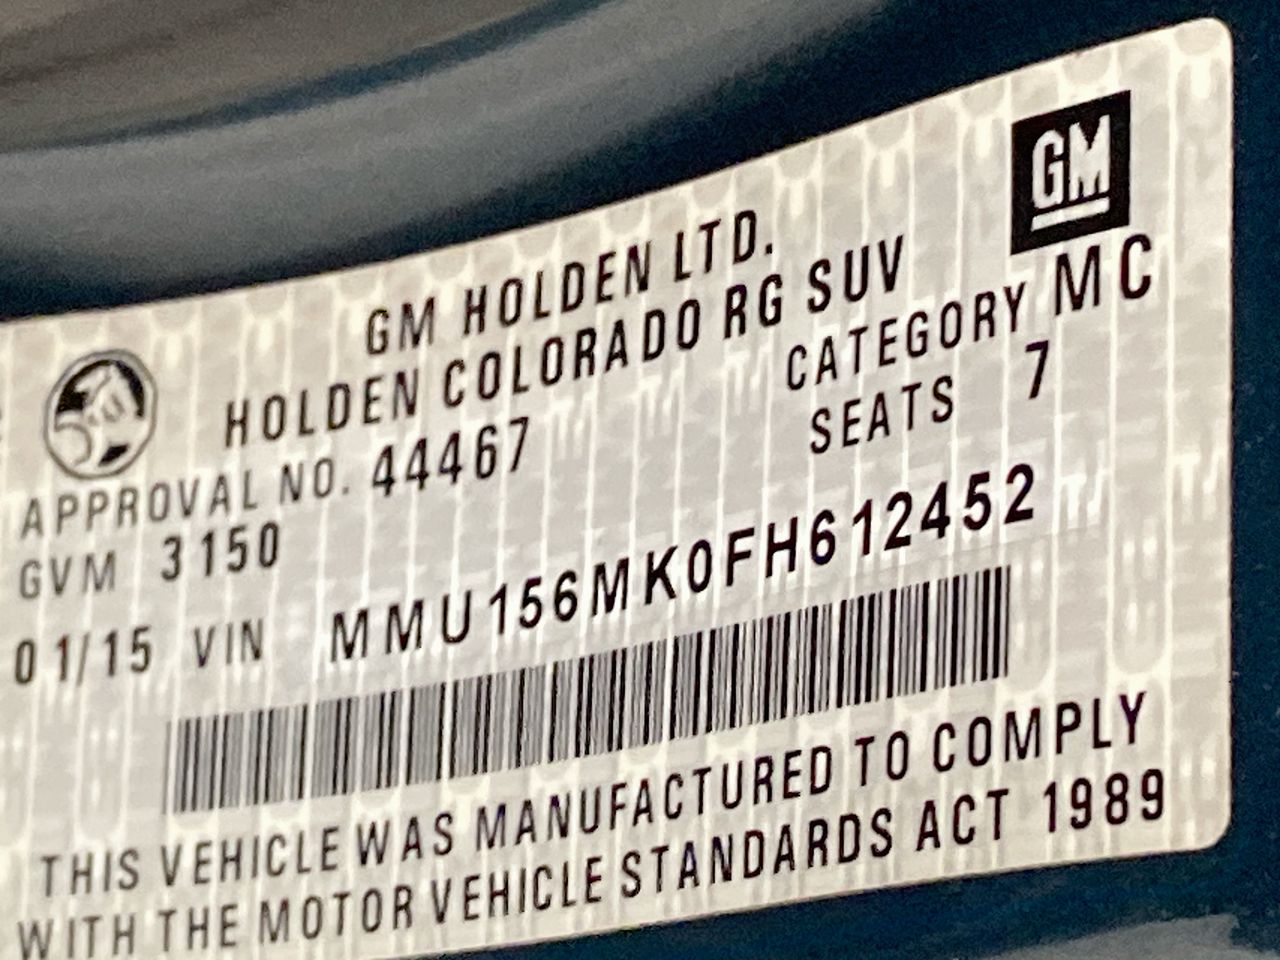 GM
GM HOLDEN LTD.
HOLDEN COLORADO RG SUV
APPROVAL NO. 44467 CATEGORY MC
GVM 3150 SEATS 7
01/15 VIN MMU156MK0FH612452
THIS VEHICLE WAS MANUFACTURED TO COMPLY
WITH THE MOTOR VEHICLE STANDARDS ACT 1989